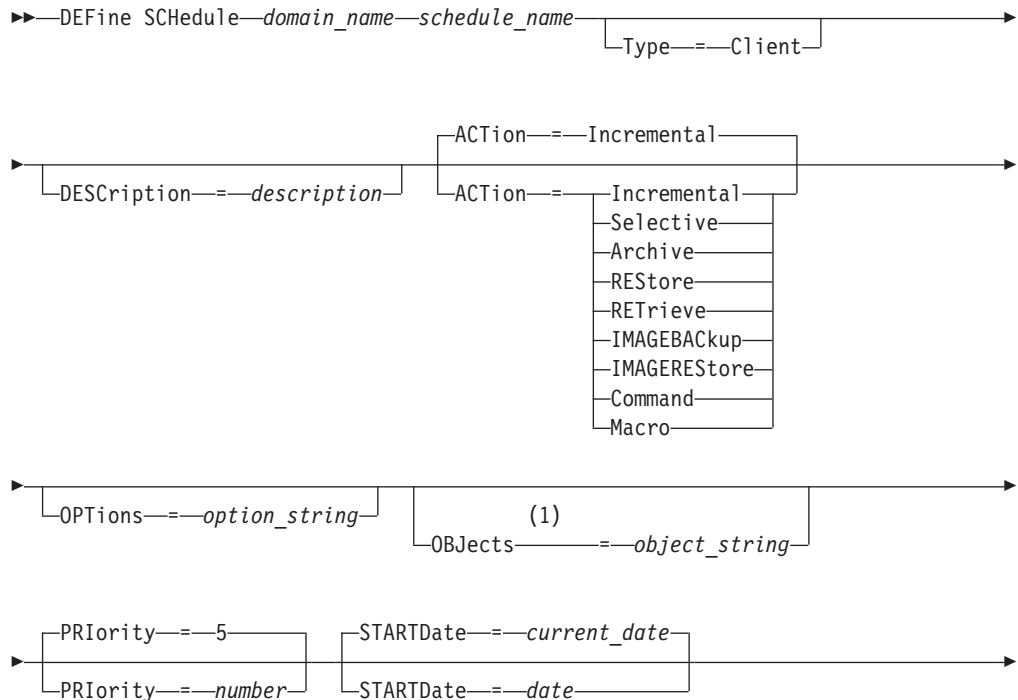 DEFine SCHedule domain_name schedule_name
Type = Client
ACTion = Incremental
DESCription = description
ACTion = Incremental
Selective
Archive
REStore
RETrieve
IMAGEBACkup
IMAGEREStore
Command
Macro
OPTions = option_string
(1)
OBJects = object_string
PRIority = 5
STARTDate = current_date
PRIority = number
STARTDate = date